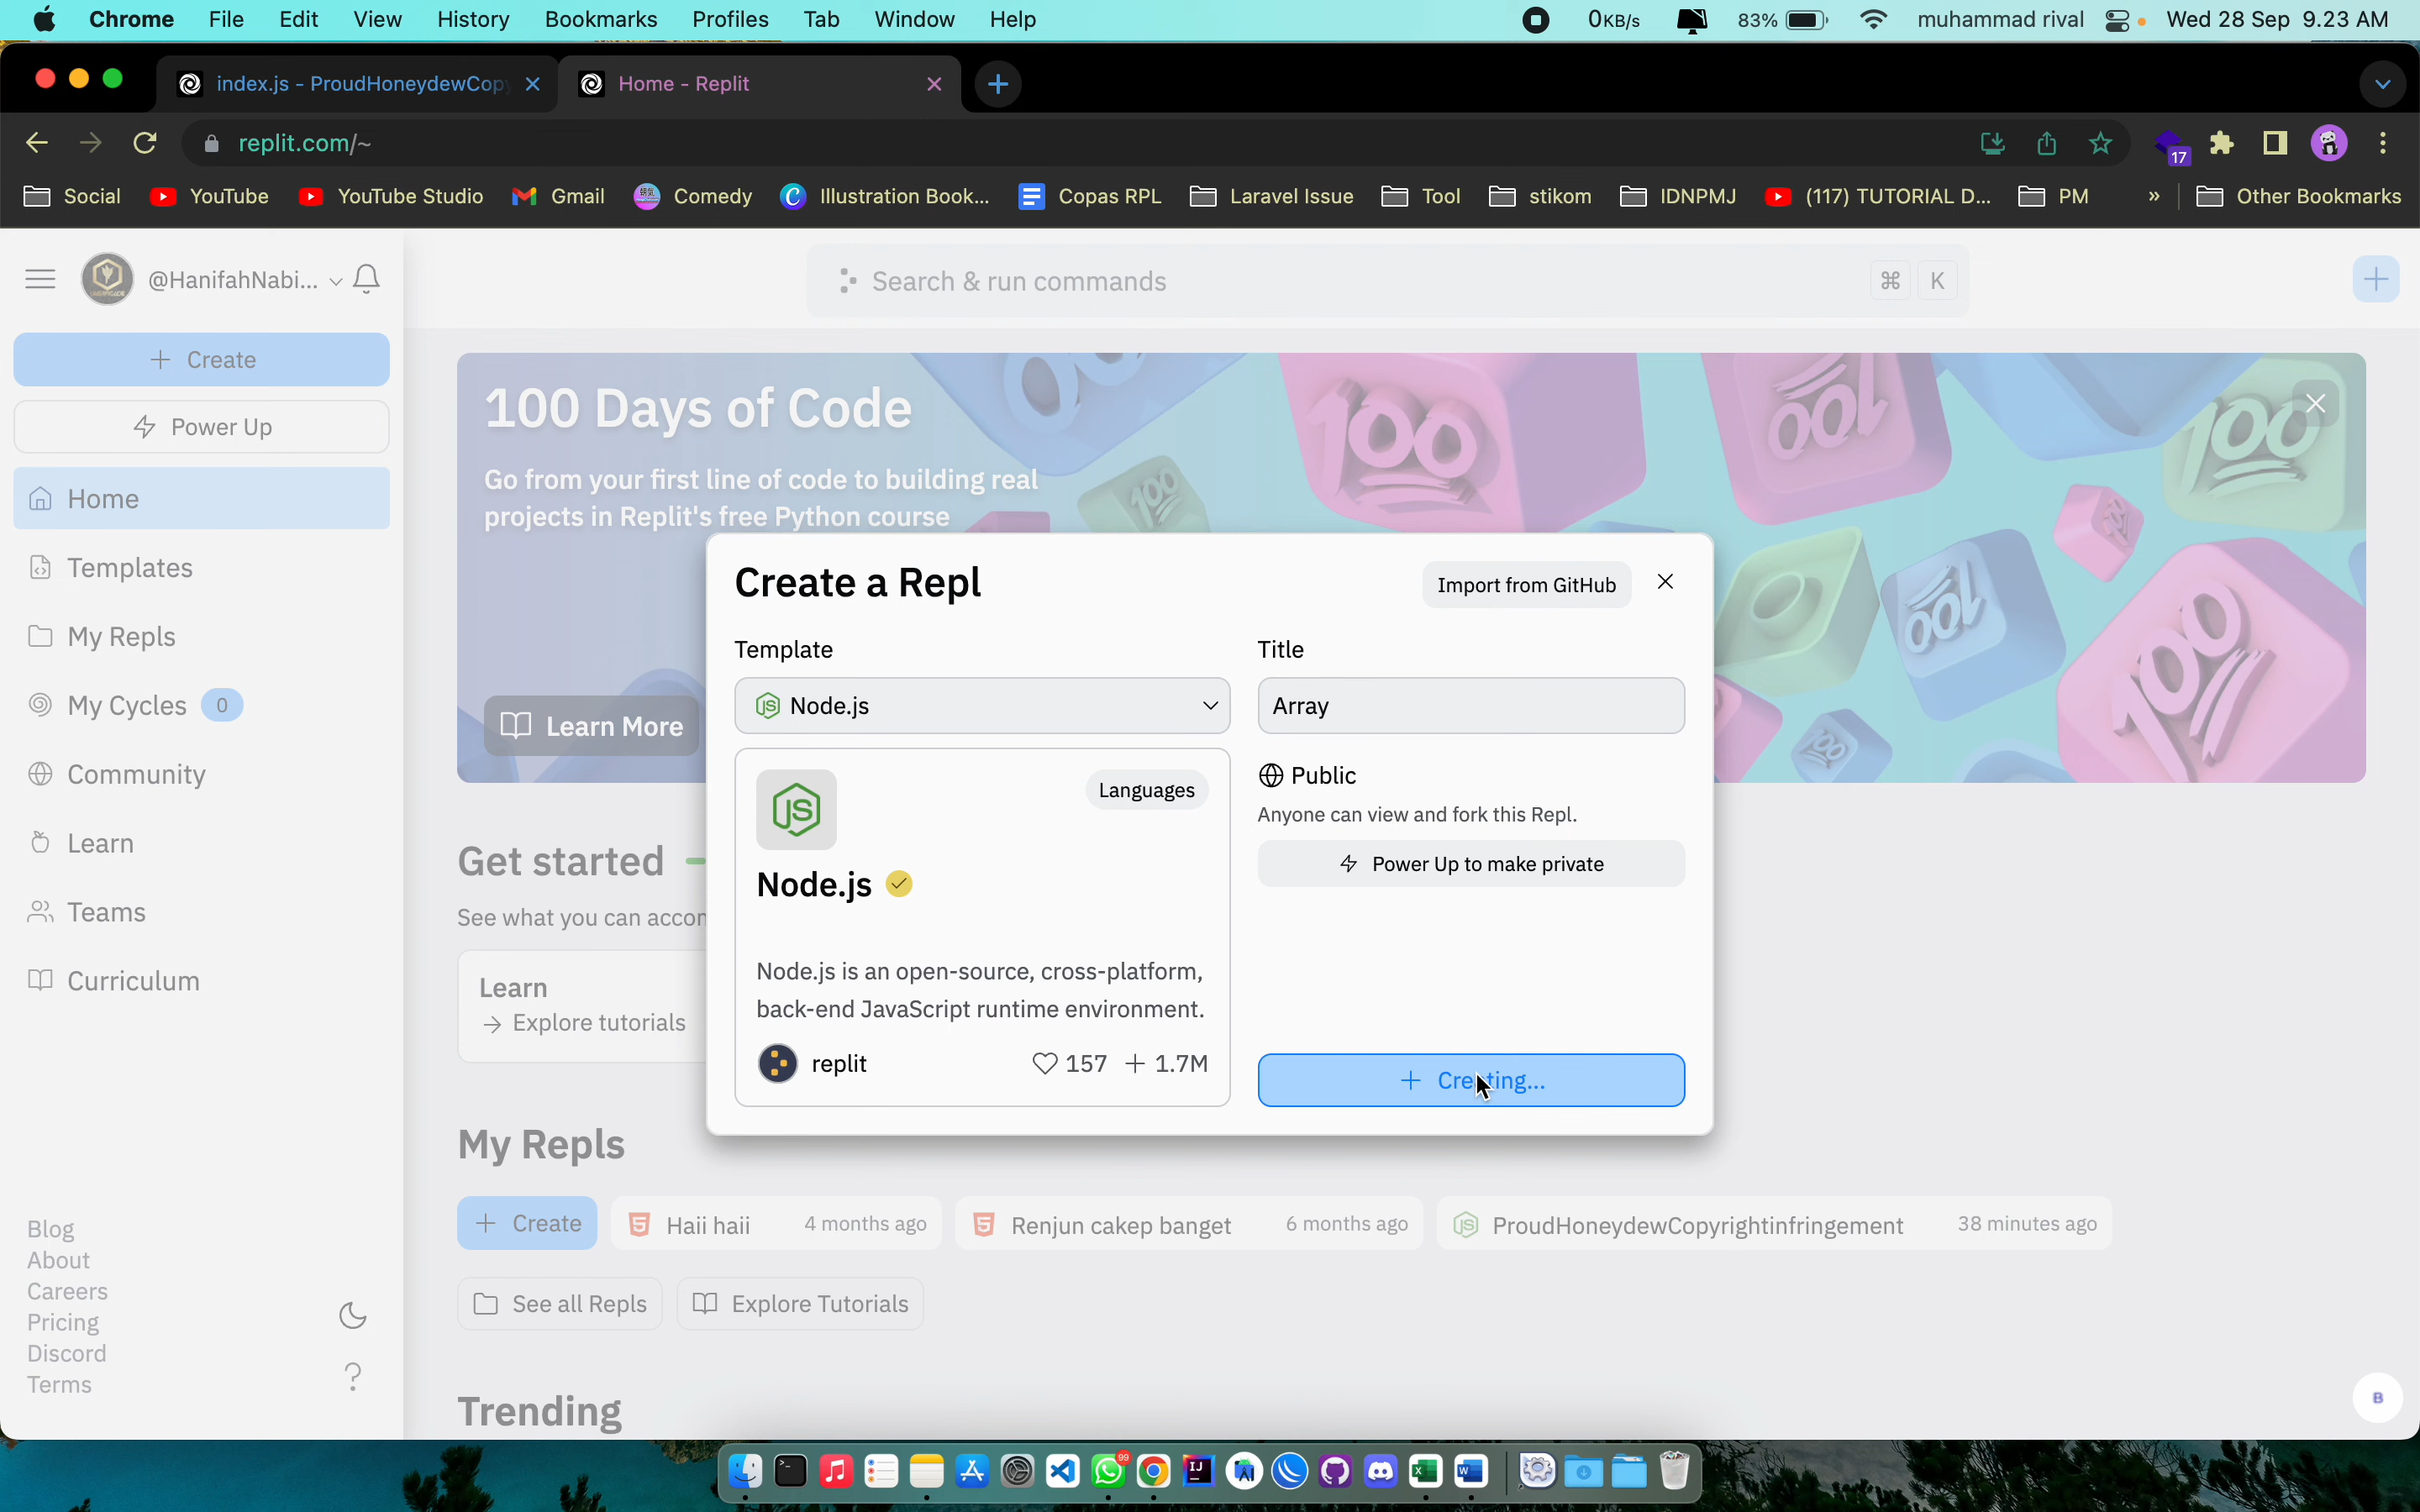 Chrome File Edit View History Bookmarks Profiles Tab Window Help 0KB/s 83% muhammad rival Wed 28 Sep 9.23 AM
index.js - ProudHoneydewCopy Home - Replit
replit.com/~ 17
Social YouTube YouTube Studio Gmail Comedy Illustration Book... Copas RPL Laravel Issue Tool stikom IDNPMJ (117) TUTORIAL D... PM » Other Bookmarks
@HanifahNabi... Search & run commands ⌘ K
+ Create
Power Up
Home
Templates
My Repls
My Cycles 0
Community
Learn
Teams
Curriculum
Blog
About
Careers
Pricing
Discord
Terms
?
100 Days of Code
Go from your first line of code to building real
projects in Replit's free Python course
Learn More
Create a Repl Import from GitHub
Template Title
Node.js Array
Languages
Node.js
Node.js is an open-source, cross-platform,
back-end JavaScript runtime environment.
replit 157 + 1.7M
Public
Anyone can view and fork this Repl.
Power Up to make private
+ Creating...
Get started
See what you can accom
Learn
→ Explore tutorials
My Repls
+ Create Haii haii 4 months ago Renjun cakep banget 6 months ago ProudHoneydewCopyrightinfringement 38 minutes ago
See all Repls Explore Tutorials
Trending
B
99